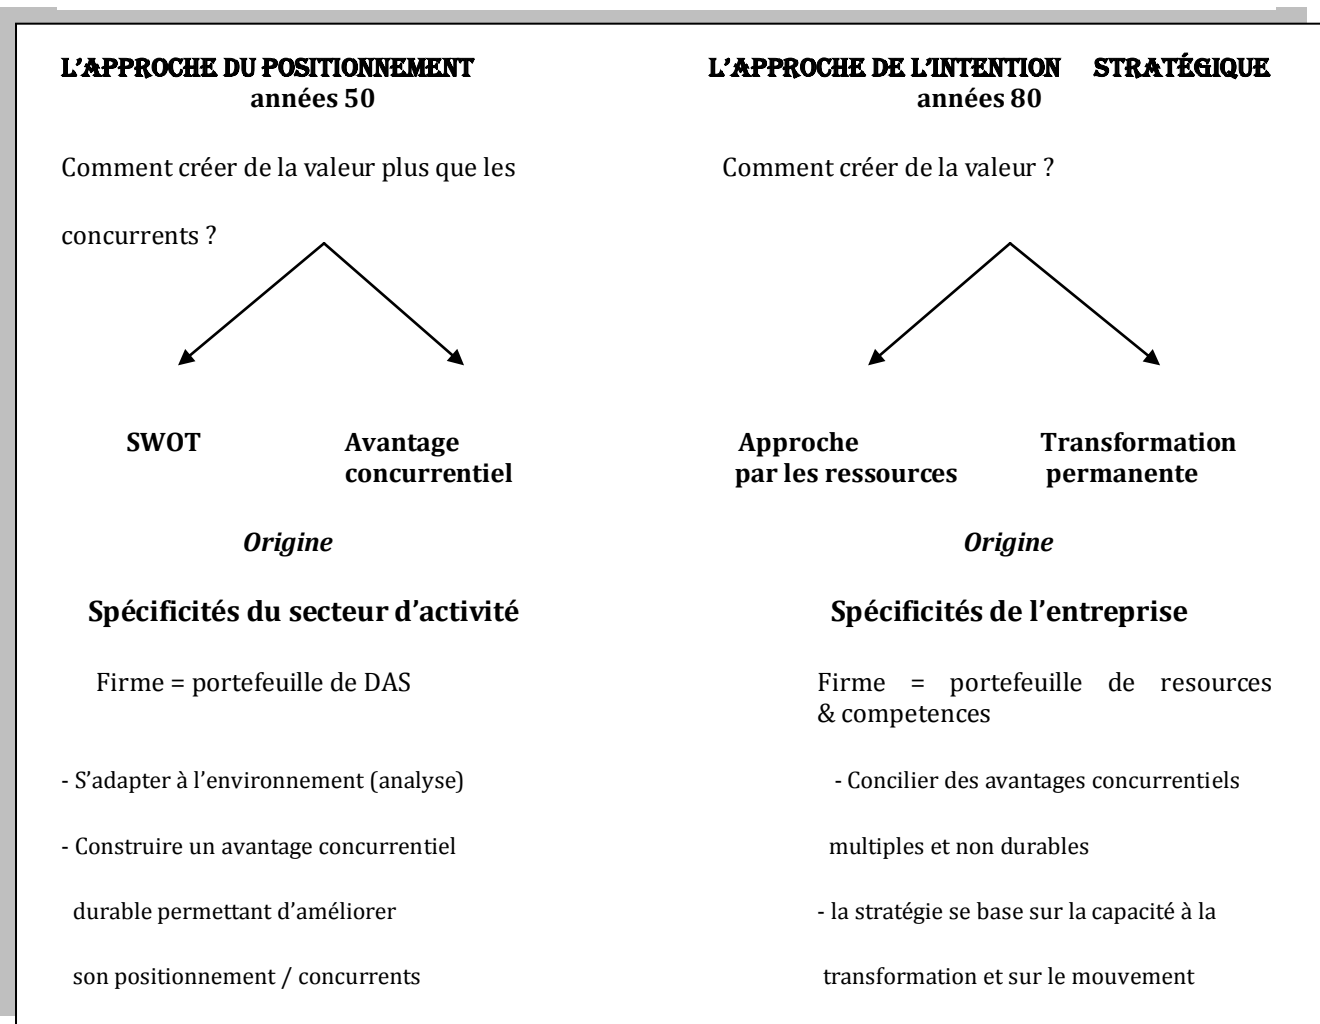 L’APPROCHE DU POSITIONNEMENT
années 50
Comment créer de la valeur plus que les
concurrents ?
SWOT
Avantage
concurrentiel
Origine
Spécificités du secteur d’activité
Firme = portefeuille de DAS
- S’adapter à l’environnement (analyse)
- Construire un avantage concurrentiel
durable permettant d’améliorer
son positionnement / concurrents
L’APPROCHE DE L’INTENTION STRATÉGIQUE
années 80
Comment créer de la valeur ?
Approche
par les ressources
Transformation
permanente
Origine
Spécificités de l’entreprise
Firme = portefeuille de resources
& competences
- Concilier des avantages concurrentiels
multiples et non durables
- la stratégie se base sur la capacité à la
transformation et sur le mouvement